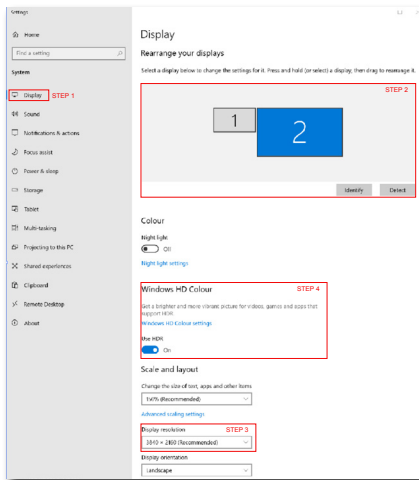 Settings
Home
Find a setting
System
Display STEP 1
Sound
Notifications & actions
Focus assist
Power & sleep
Storage
Tablet
Multi-tasking
Projecting to this PC
Shared experiences
Clipboard
Remote Desktop
About
Display
Rearrange your displays
Select a display below to change the settings for it. Press and hold (or select) a display, then drag to rearrange it.
STEP 2
1 2
Identify Detect
Colour
Night light
Off
Night light settings
Windows HD Colour STEP 4
Get a brighter and more vibrant picture for videos, games and apps that
support HDR.
Windows HD Colour settings
Use HDR
On
Scale and layout
Change the size of text, apps and other items
150% (Recommended)
Advanced scaling settings
Display resolution STEP 3
3840 × 2160 (Recommended)
Display orientation
Landscape